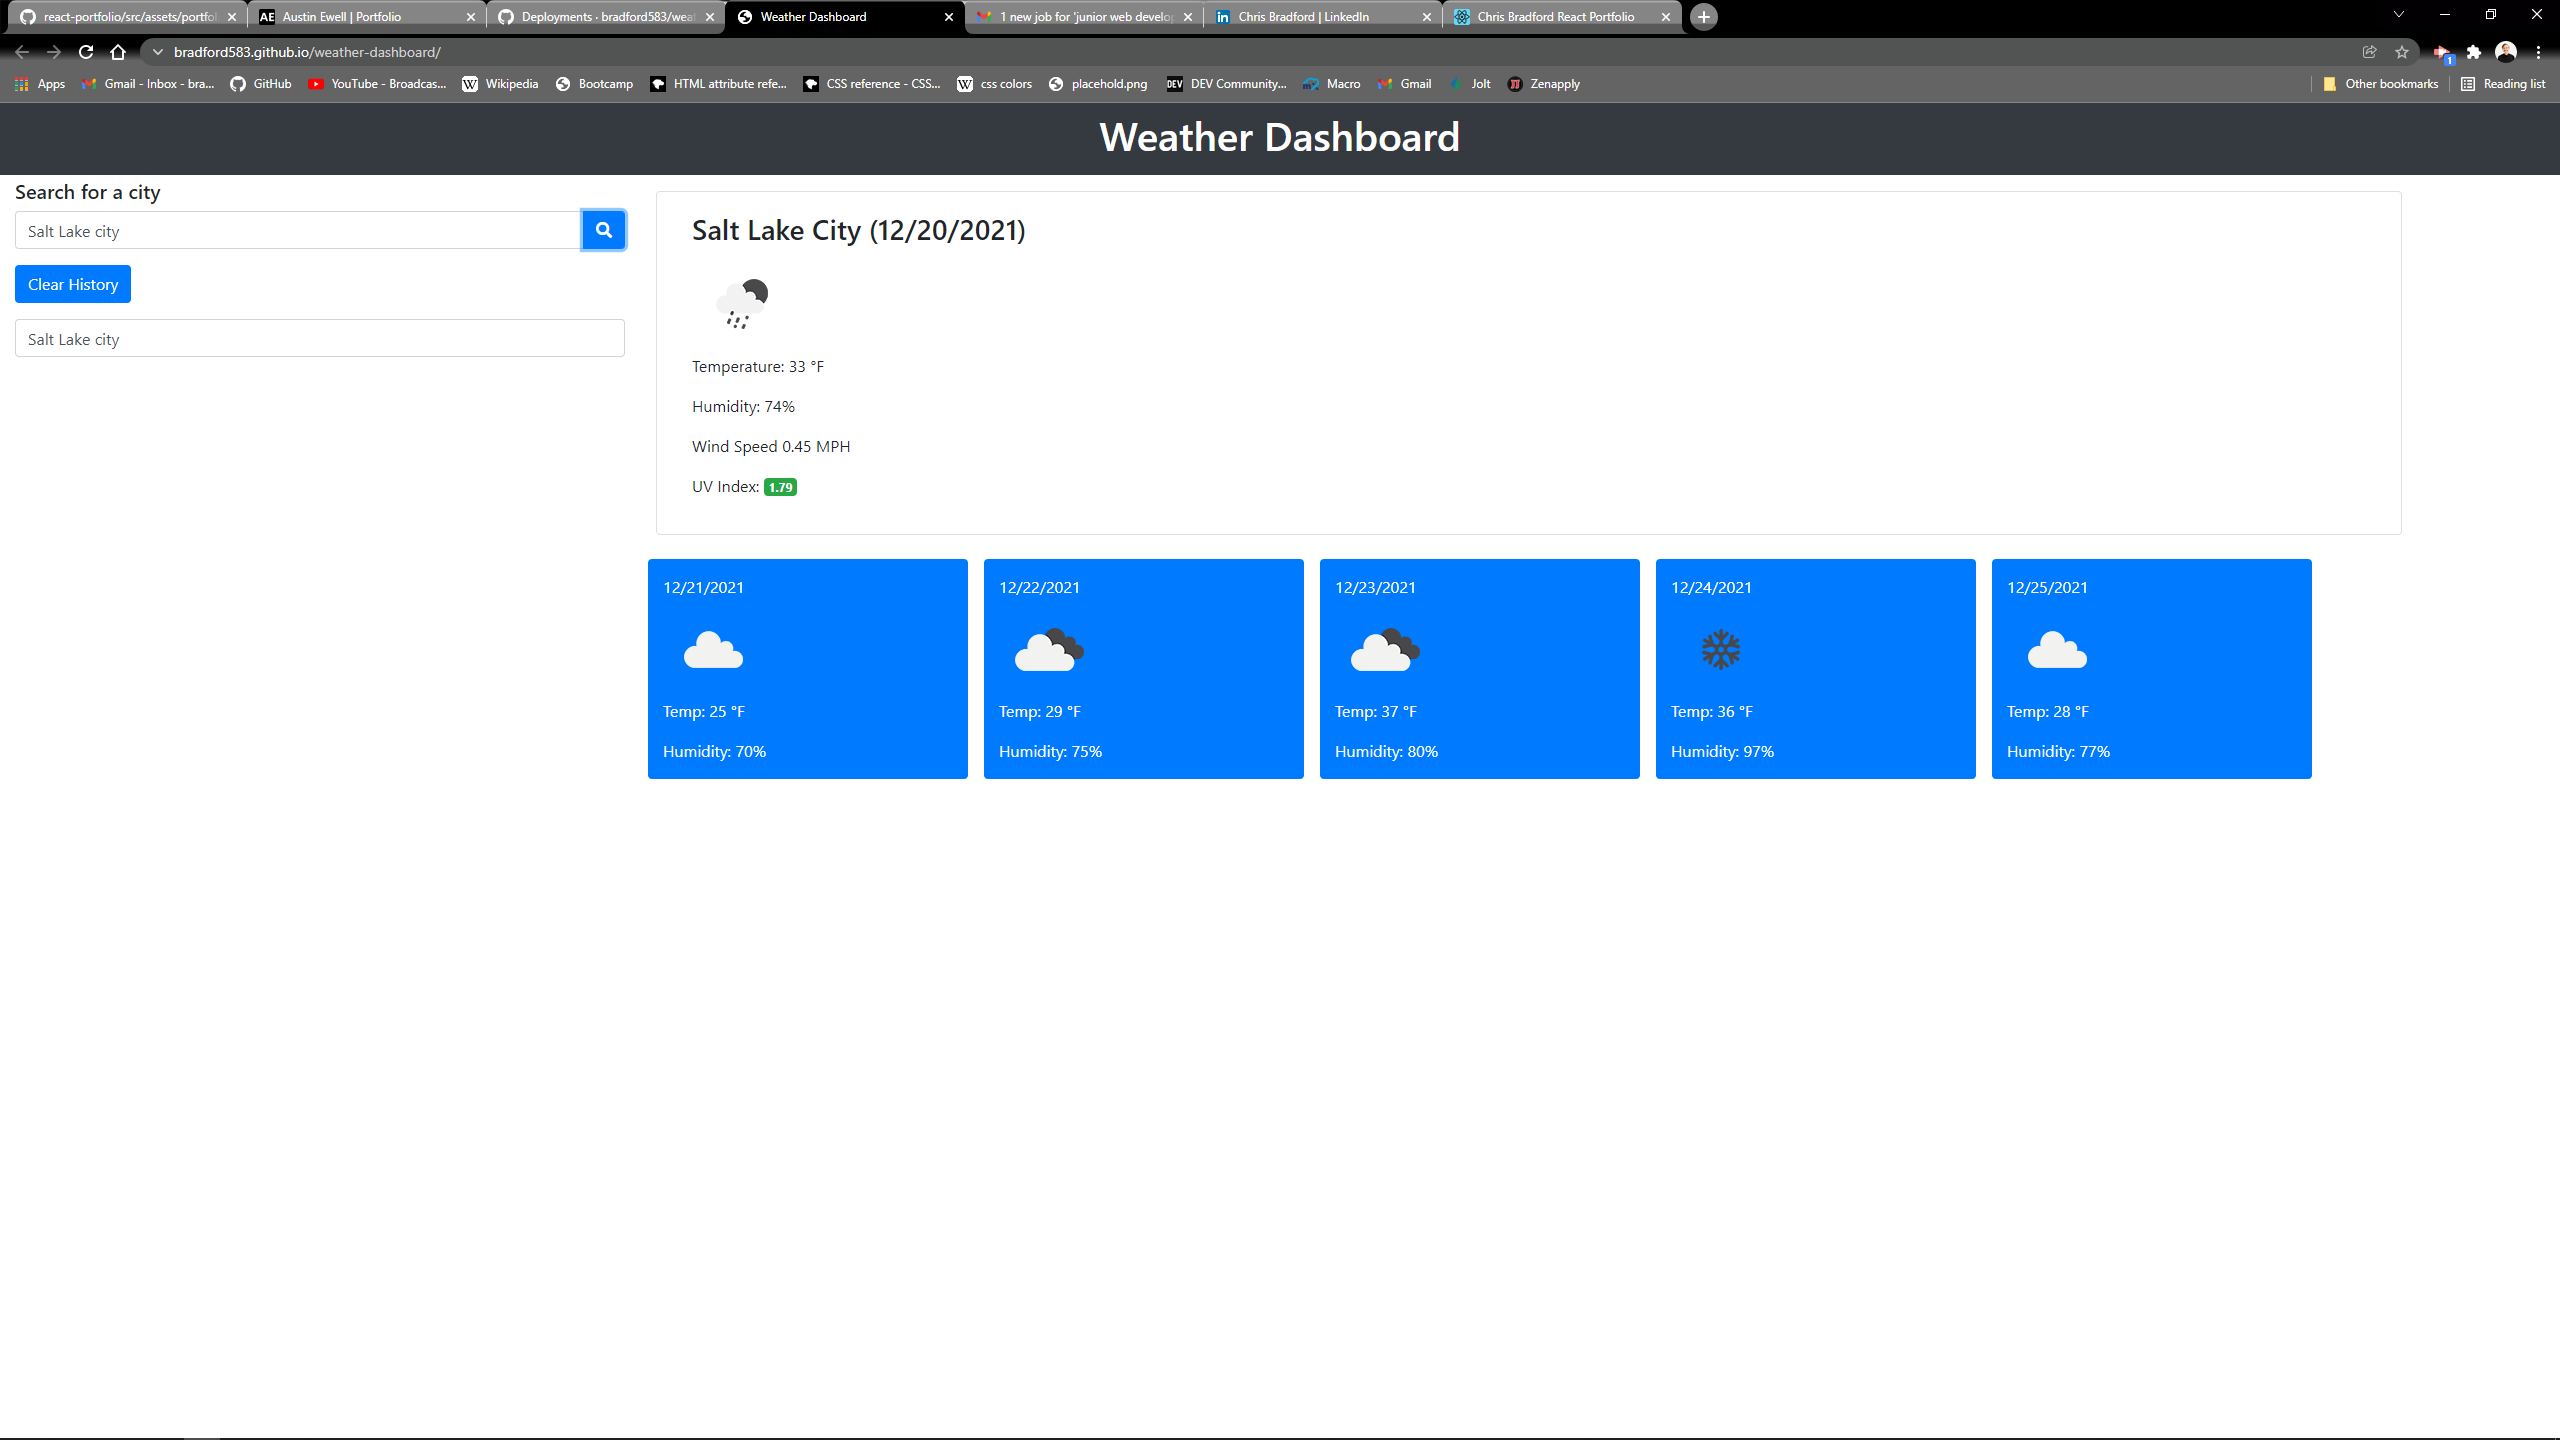 react-portfolio/src/assets/portfol
Austin Ewell | Portfolio
Deployments · bradford583/weat
Weather Dashboard
1 new job for 'junior web develop
Chris Bradford | LinkedIn
Chris Bradford React Portfolio
bradford583.github.io/weather-dashboard/
Apps
Gmail - Inbox - bra...
GitHub
YouTube - Broadcas...
Wikipedia
Bootcamp
HTML attribute refe...
CSS reference - CSS...
css colors
placehold.png
DEV Community...
Macro
Gmail
Jolt
Zenapply
Other bookmarks
Reading list
Weather Dashboard
Search for a city
Salt Lake city
Clear History
Salt Lake city
Salt Lake City (12/20/2021)
Temperature: 33 °F
Humidity: 74%
Wind Speed 0.45 MPH
UV Index: 1.79
12/21/2021
Temp: 25 °F
Humidity: 70%
12/22/2021
Temp: 29 °F
Humidity: 75%
12/23/2021
Temp: 37 °F
Humidity: 80%
12/24/2021
Temp: 36 °F
Humidity: 97%
12/25/2021
Temp: 28 °F
Humidity: 77%